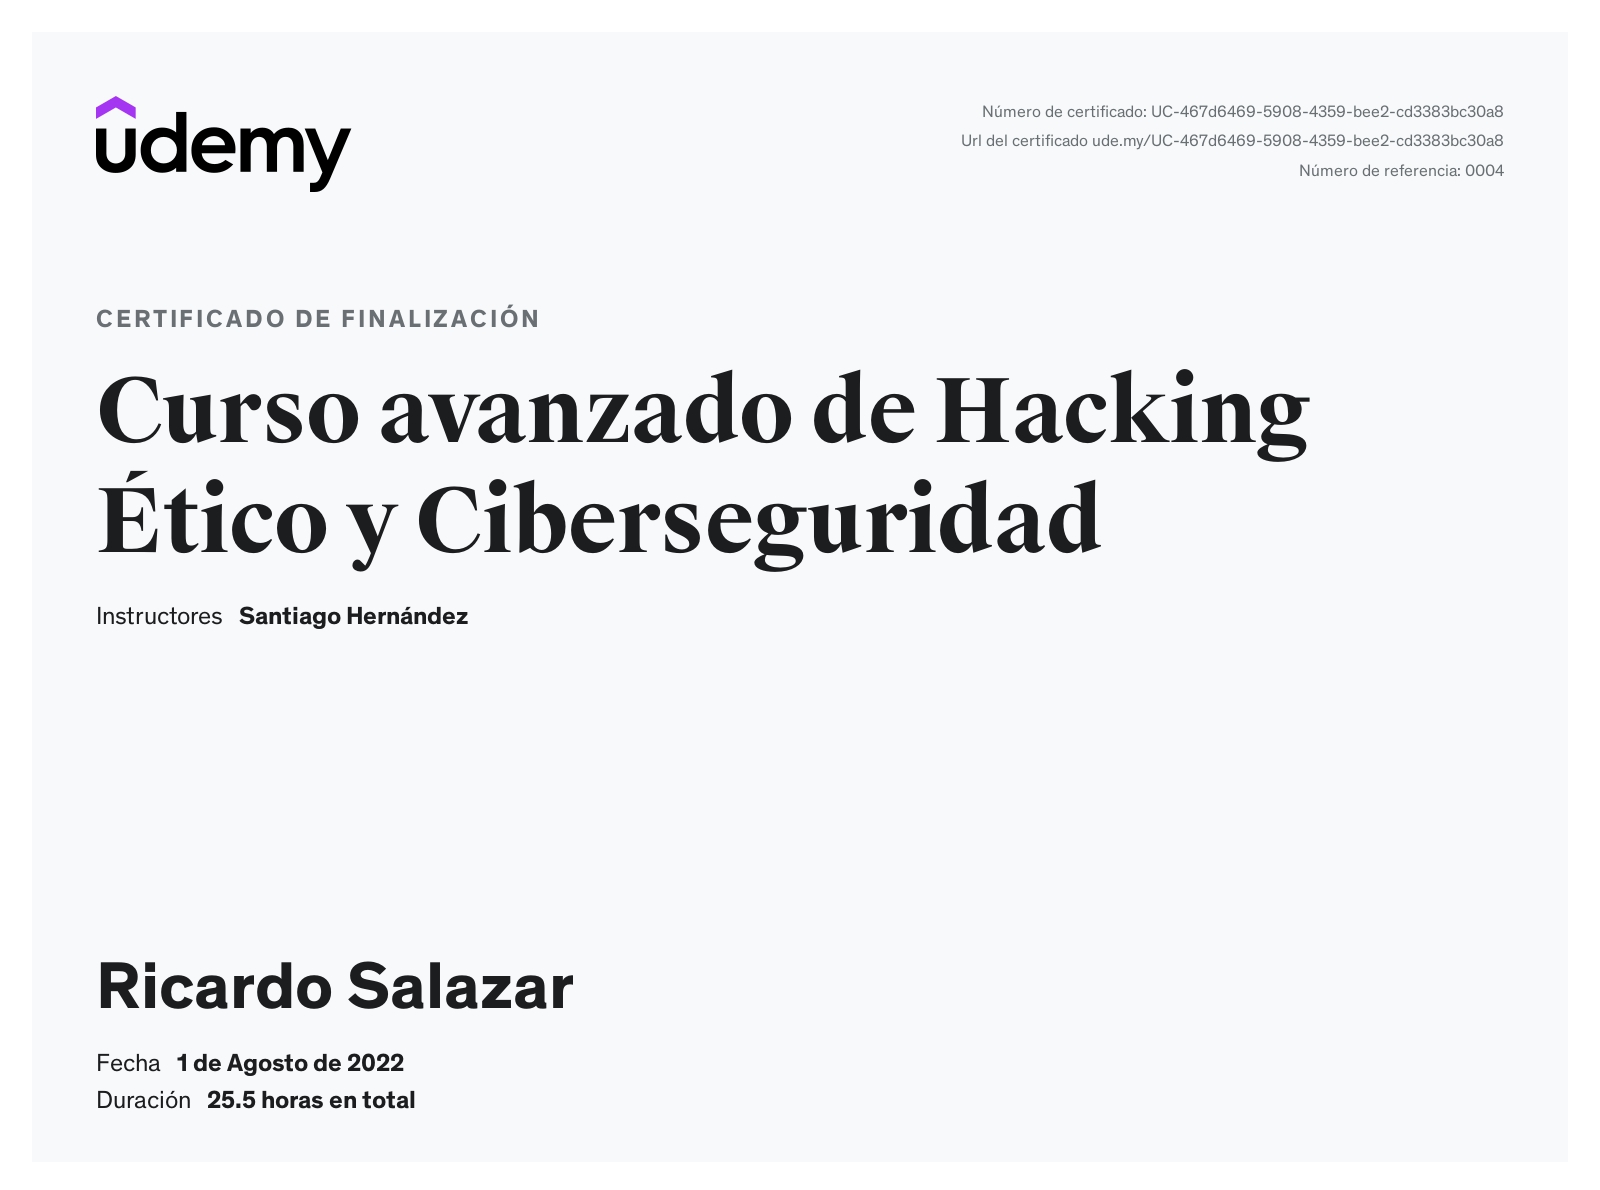 udemy
Número de certificado: UC-467d6469-5908-4359-bee2-cd3383bc30a8
Url del certificado ude.my/UC-467d6469-5908-4359-bee2-cd3383bc30a8
Número de referencia: 0004
CERTIFICADO DE FINALIZACIÓN
Curso avanzado de Hacking
Ético y Ciberseguridad
Instructores Santiago Hernández
Ricardo Salazar
Fecha 1 de Agosto de 2022
Duración 25.5 horas en total